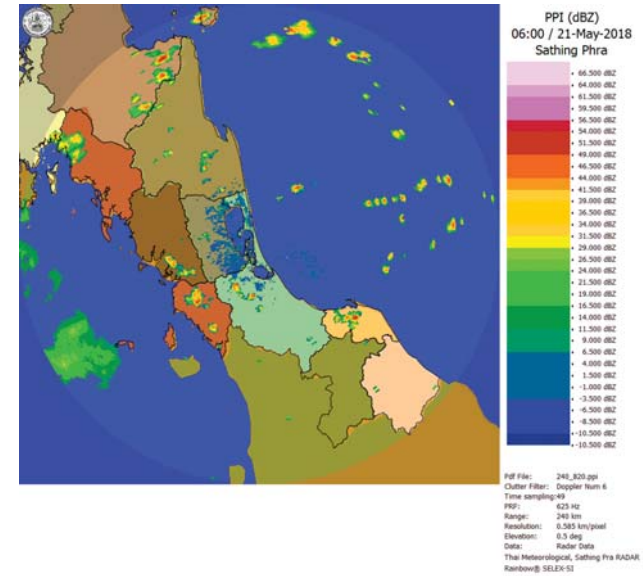 PPI (dBZ)
06:00 / 21-May-2018
Sathing Phra
66.500 dBZ
64.000 dBZ
61.500 dBZ
59.500 dBZ
56.500 dBZ
54.000 dBZ
51.500 dBZ
49.000 dBZ
46.500 dBZ
44.000 dBZ
41.500 dBZ
39.000 dBZ
36.500 dBZ
34.000 dBZ
31.500 dBZ
29.000 dBZ
26.500 dBZ
24.000 dBZ
21.500 dBZ
19.000 dBZ
16.500 dBZ
14.000 dBZ
11.500 dBZ
9.000 dBZ
6.500 dBZ
4.000 dBZ
1.500 dBZ
-1.000 dBZ
-3.500 dBZ
-6.500 dBZ
-8.500 dBZ
-10.500 dBZ
-10.500 dBZ
Pdf File: 240_820.ppi
Clutter Filter: Doppler Num 6
Time sampling:49
PRF: 625 Hz
Range: 240 km
Resolution: 0.585 km/pixel
Elevation: 0.5 deg
Data: Radar Data
Thai Meteorological, Sathing Pra RADAR
Rainbow® SELEX-SI